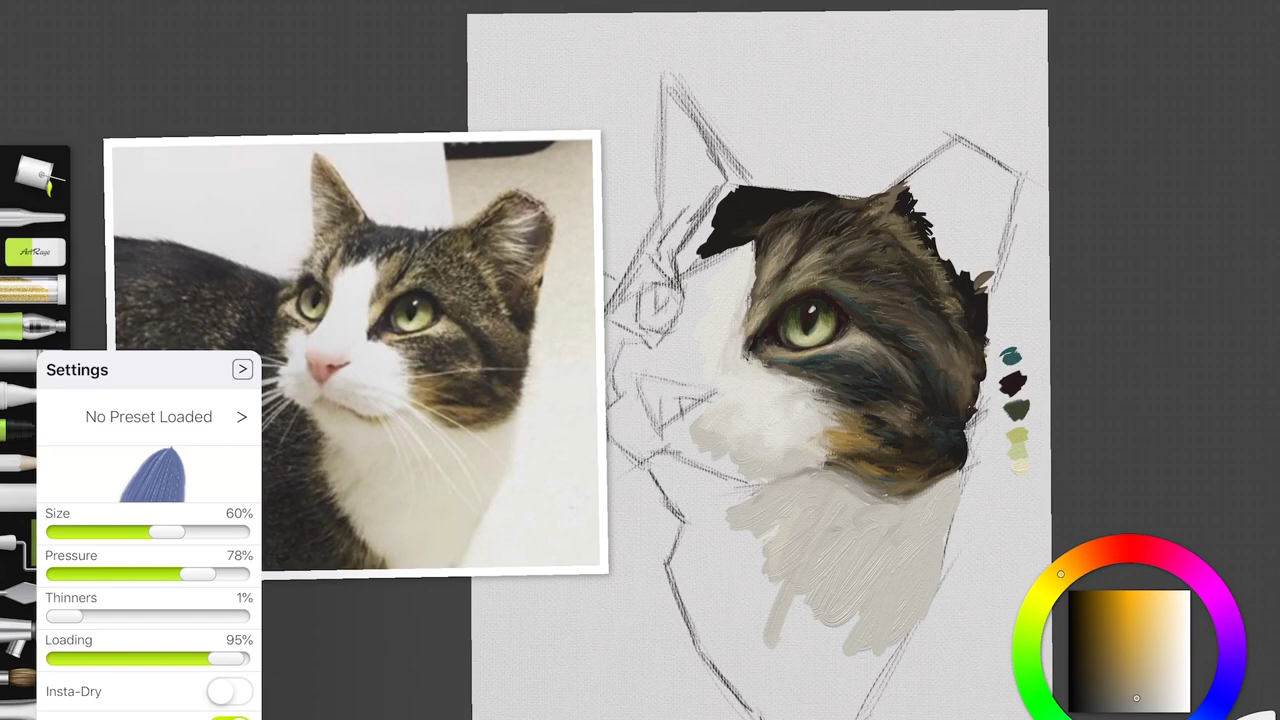 ArtRage
Settings
>
No Preset Loaded >
Size 60%
Pressure 78%
Thinners 1%
Loading 95%
Insta-Dry